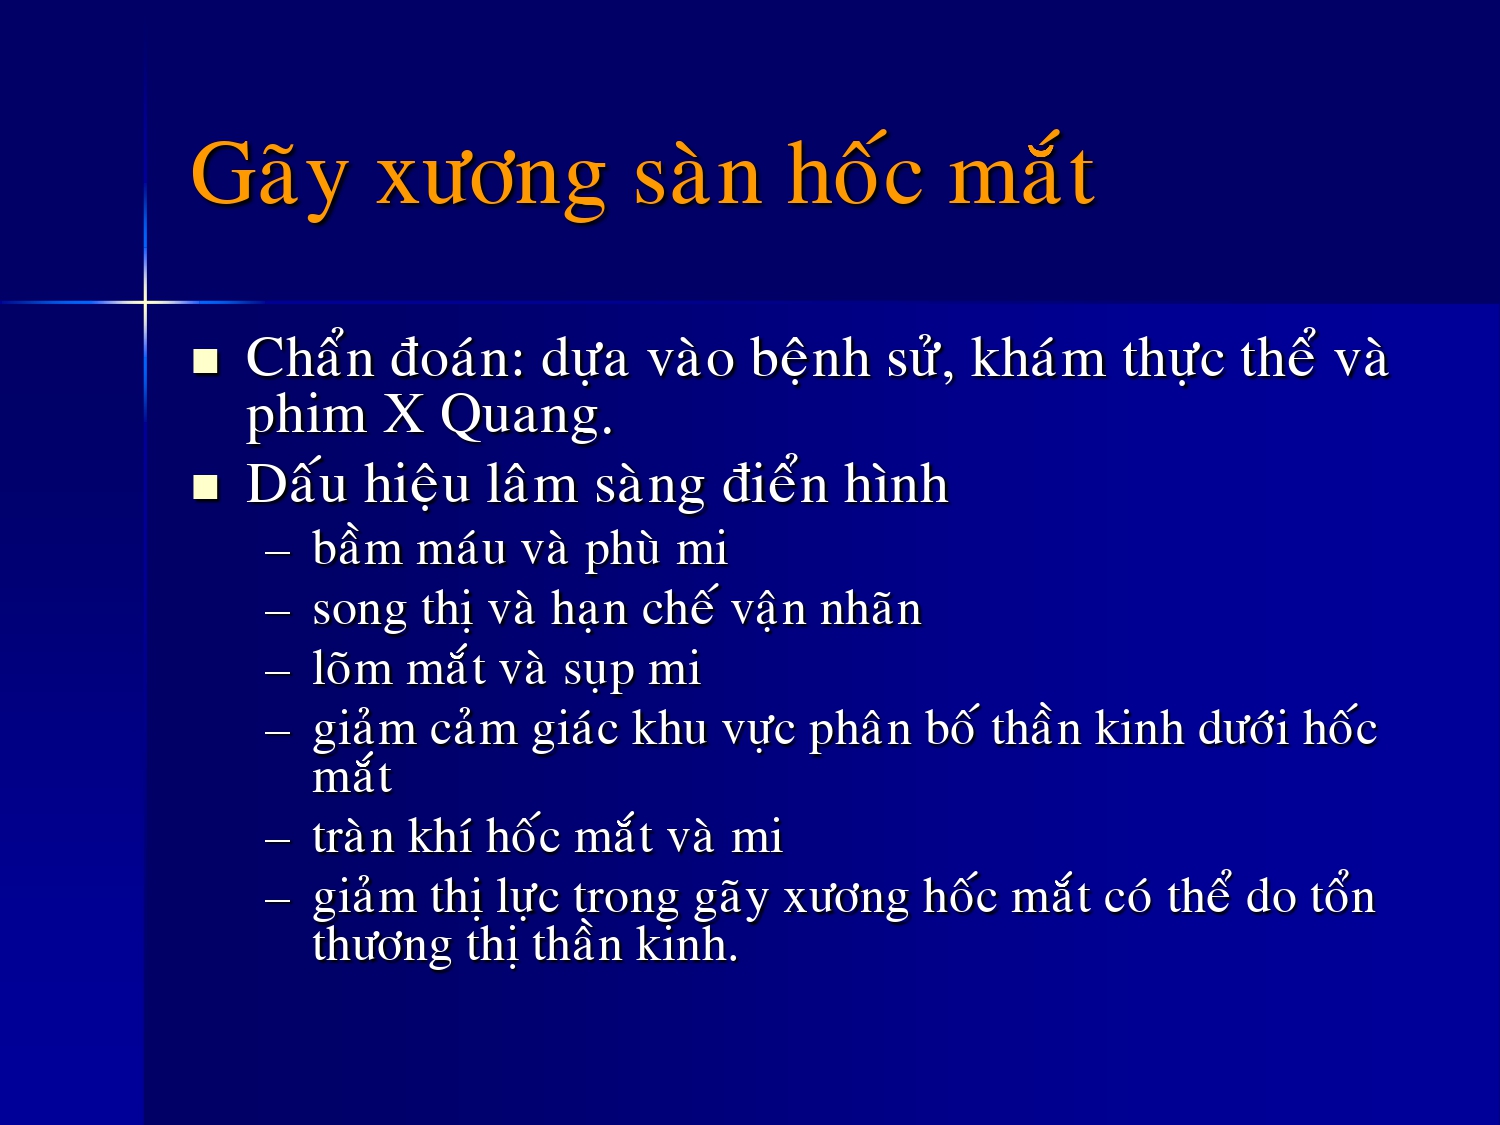 Gãy xương sàn hốc mắt
Chẩn đoán: dựa vào bệnh sử, khám thực thể và
phim X Quang.
Dấu hiệu lâm sàng điển hình
– bầm máu và phù mi
– song thị và hạn chế vận nhãn
– lõm mắt và sụp mi
– giảm cảm giác khu vực phân bố thần kinh dưới hốc
mắt
– tràn khí hốc mắt và mi
– giảm thị lực trong gãy xương hốc mắt có thể do tổn
thương thị thần kinh.